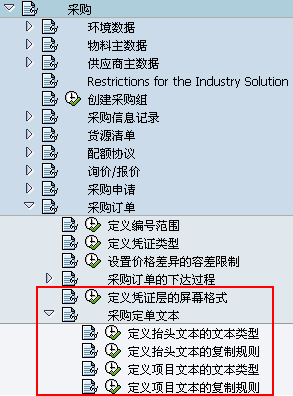 采购
环境数据
物料主数据
供应商主数据
Restrictions for the Industry Solution
创建采购组
采购信息记录
货源清单
配额协议
询价/报价
采购申请
采购订单
定义编号范围
定义凭证类型
设置价格差异的容差限制
采购订单的下达过程
定义凭证层的屏幕格式
采购定单文本
定义抬头文本的文本类型
定义抬头文本的复制规则
定义项目文本的文本类型
定义项目文本的复制规则